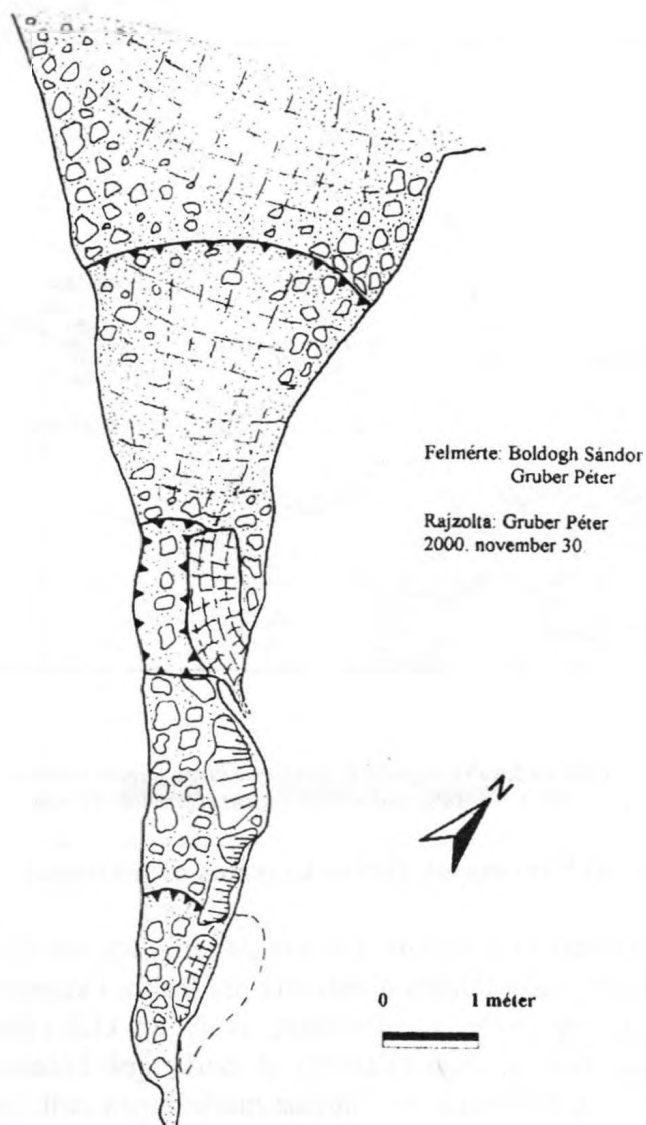 Felmérte: Boldogh Sándor
Gruber Péter
Rajzolta: Gruber Péter
2000. november 30.
N
0 1 méter